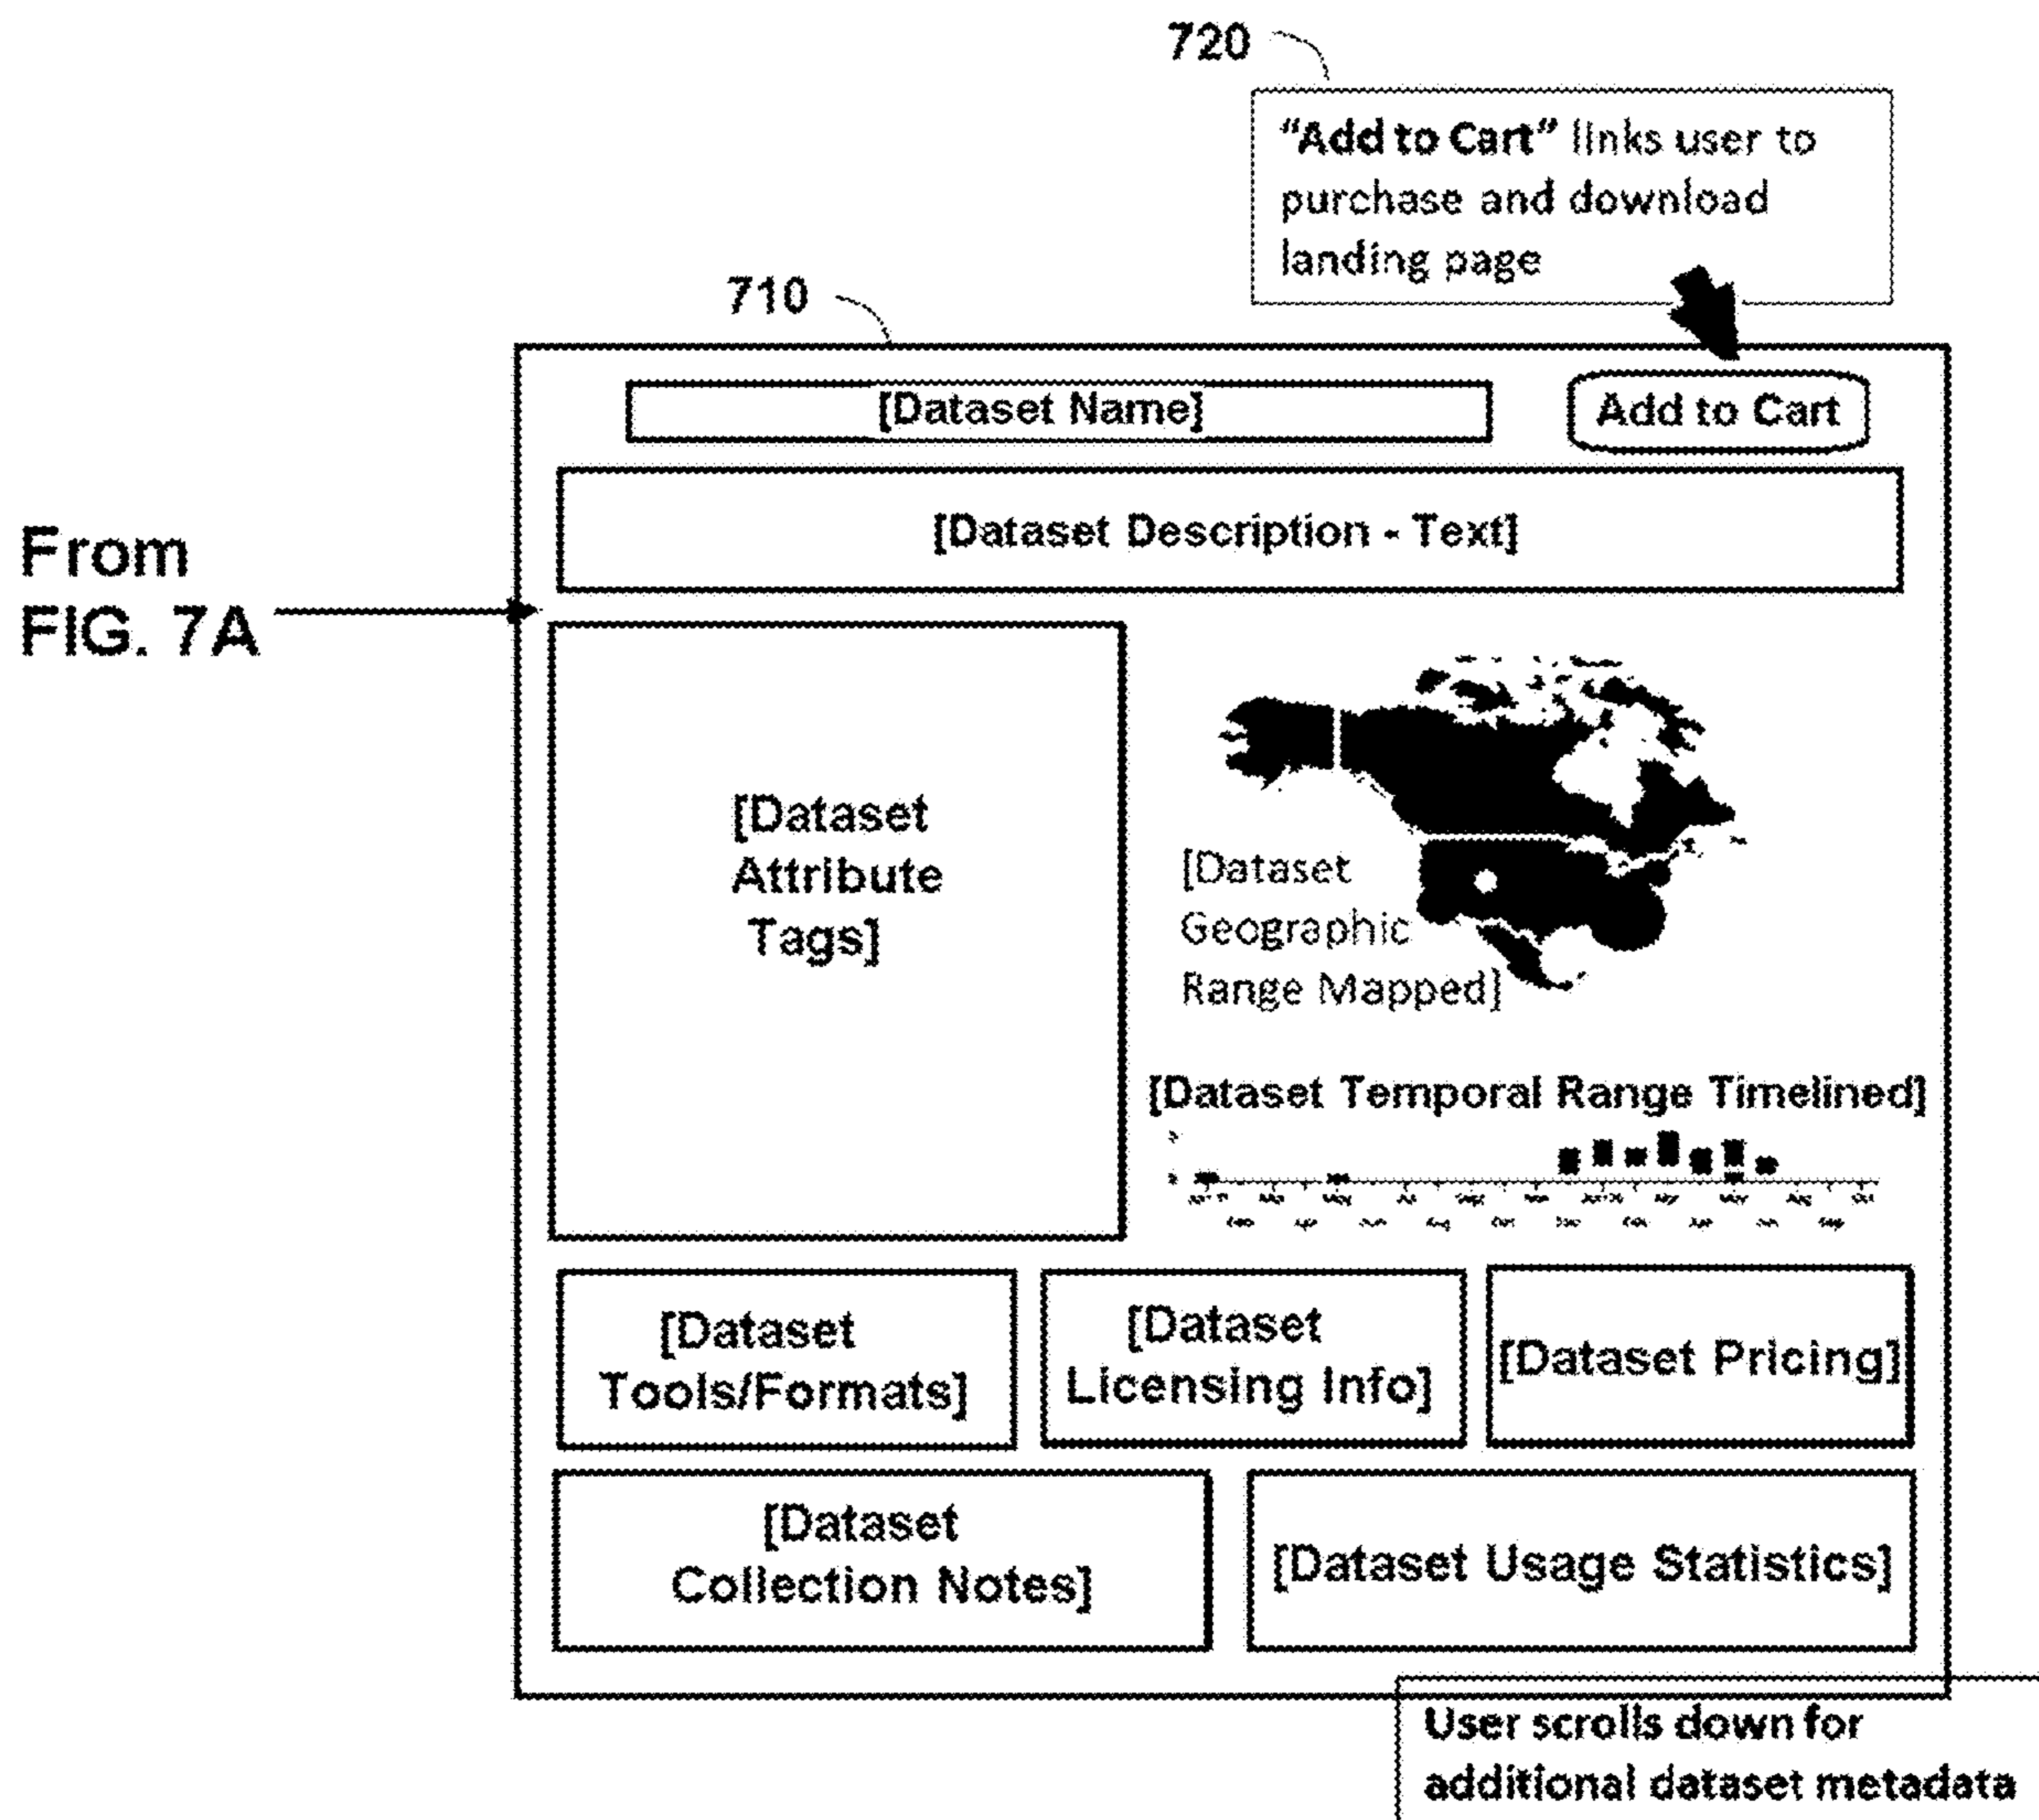 720
"Add to Cart" links user to
purchase and download
landing page
710
[Dataset Name]
Add to Cart
[Dataset Description - Text]
From
FIG. 7A
[Dataset
Attribute
Tags]
[Dataset
Geographic
Range Mapped]
[Dataset Temporal Range Timelined]
[Dataset
Tools/Formats]
[Dataset
Licensing Info]
[Dataset Pricing]
[Dataset
Collection Notes]
[Dataset Usage Statistics]
User scrolls down for
additional dataset metadata